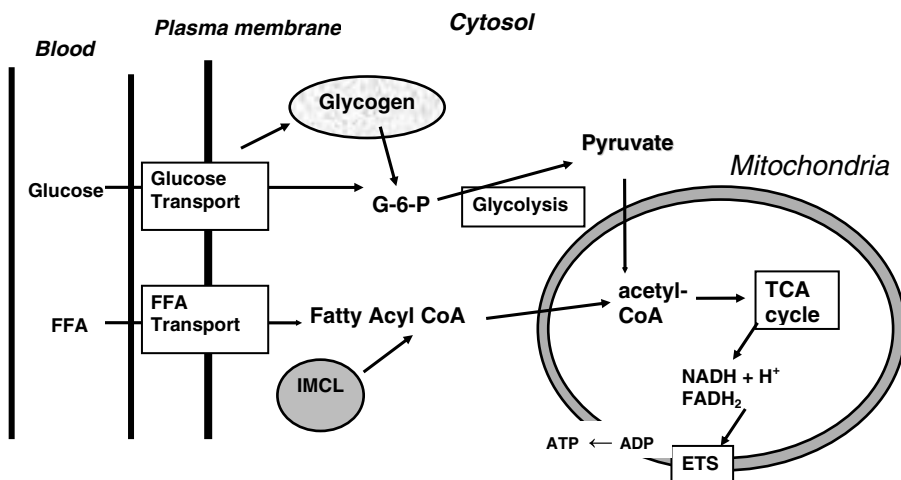 Blood
Plasma membrane
Cytosol
Glycogen
Pyruvate
Mitochondria
Glucose
Glucose
Transport
G-6-P
Glycolysis
FFA
FFA
Transport
Fatty Acyl CoA
acetyl-
CoA
TCA
cycle
IMCL
NADH + H⁺
FADH₂
ATP ← ADP
ETS